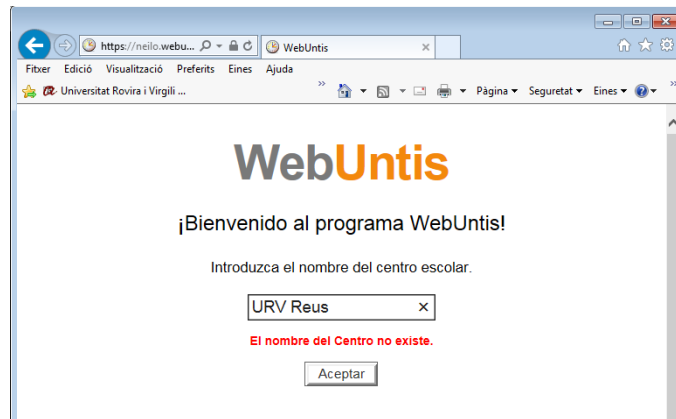 https://neilo.webu...
WebUntis
Fitxer Edició Visualització Preferits Eines Ajuda
Universitat Rovira i Virgili ... » Pàgina Seguretat Eines »
WebUntis
¡Bienvenido al programa WebUntis!
Introduzca el nombre del centro escolar.
URV Reus
El nombre del Centro no existe.
Aceptar